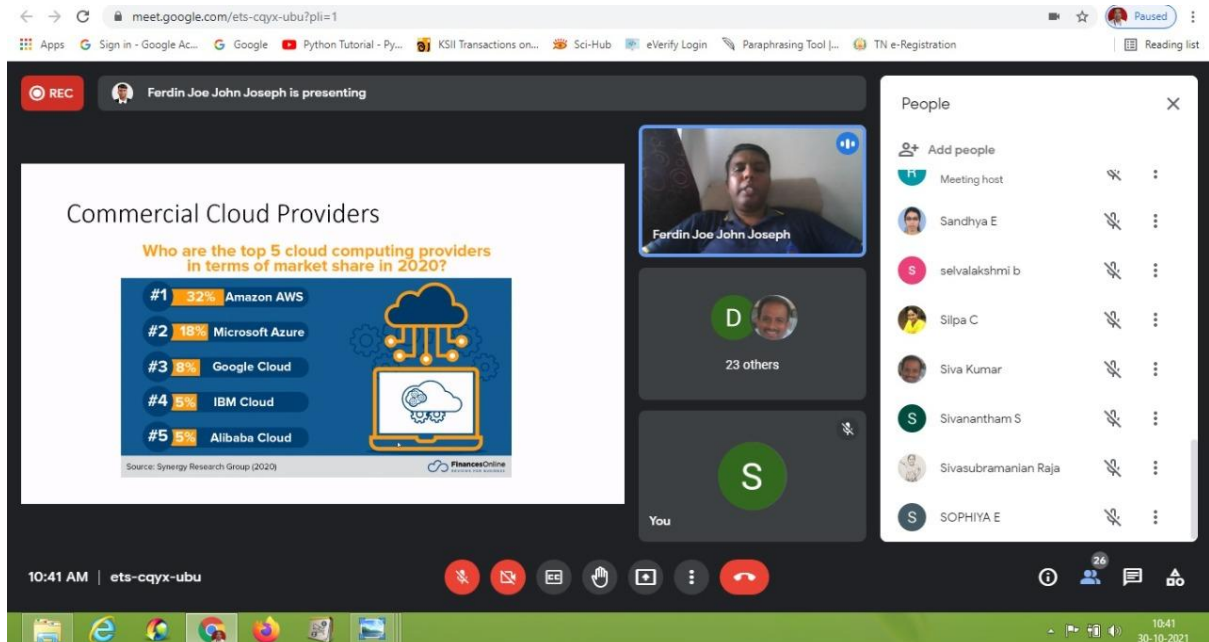 meet.google.com/ets-cqyx-ubu?pli=1
Paused
Apps
Sign in - Google Ac...
Google
Python Tutorial - Py...
KSII Transactions on...
Sci-Hub
eVerify Login
Paraphrasing Tool |...
TN e-Registration
Reading list
REC
Ferdin Joe John Joseph is presenting
Commercial Cloud Providers
Who are the top 5 cloud computing providers
in terms of market share in 2020?
#1 32% Amazon AWS
#2 18% Microsoft Azure
#3 8% Google Cloud
#4 5% IBM Cloud
#5 5% Alibaba Cloud
Source: Synergy Research Group (2020)
FinancesOnline
REVIEWS FOR BUSINESS
Ferdin Joe John Joseph
D
23 others
S
You
People
Add people
Meeting host
Sandhya E
S selvalakshmi b
Silpa C
Siva Kumar
S Sivanantham S
Sivasubramanian Raja
S SOPHIYA E
10:41 AM | ets-cqyx-ubu
CC
26
10:41
30-10-2021